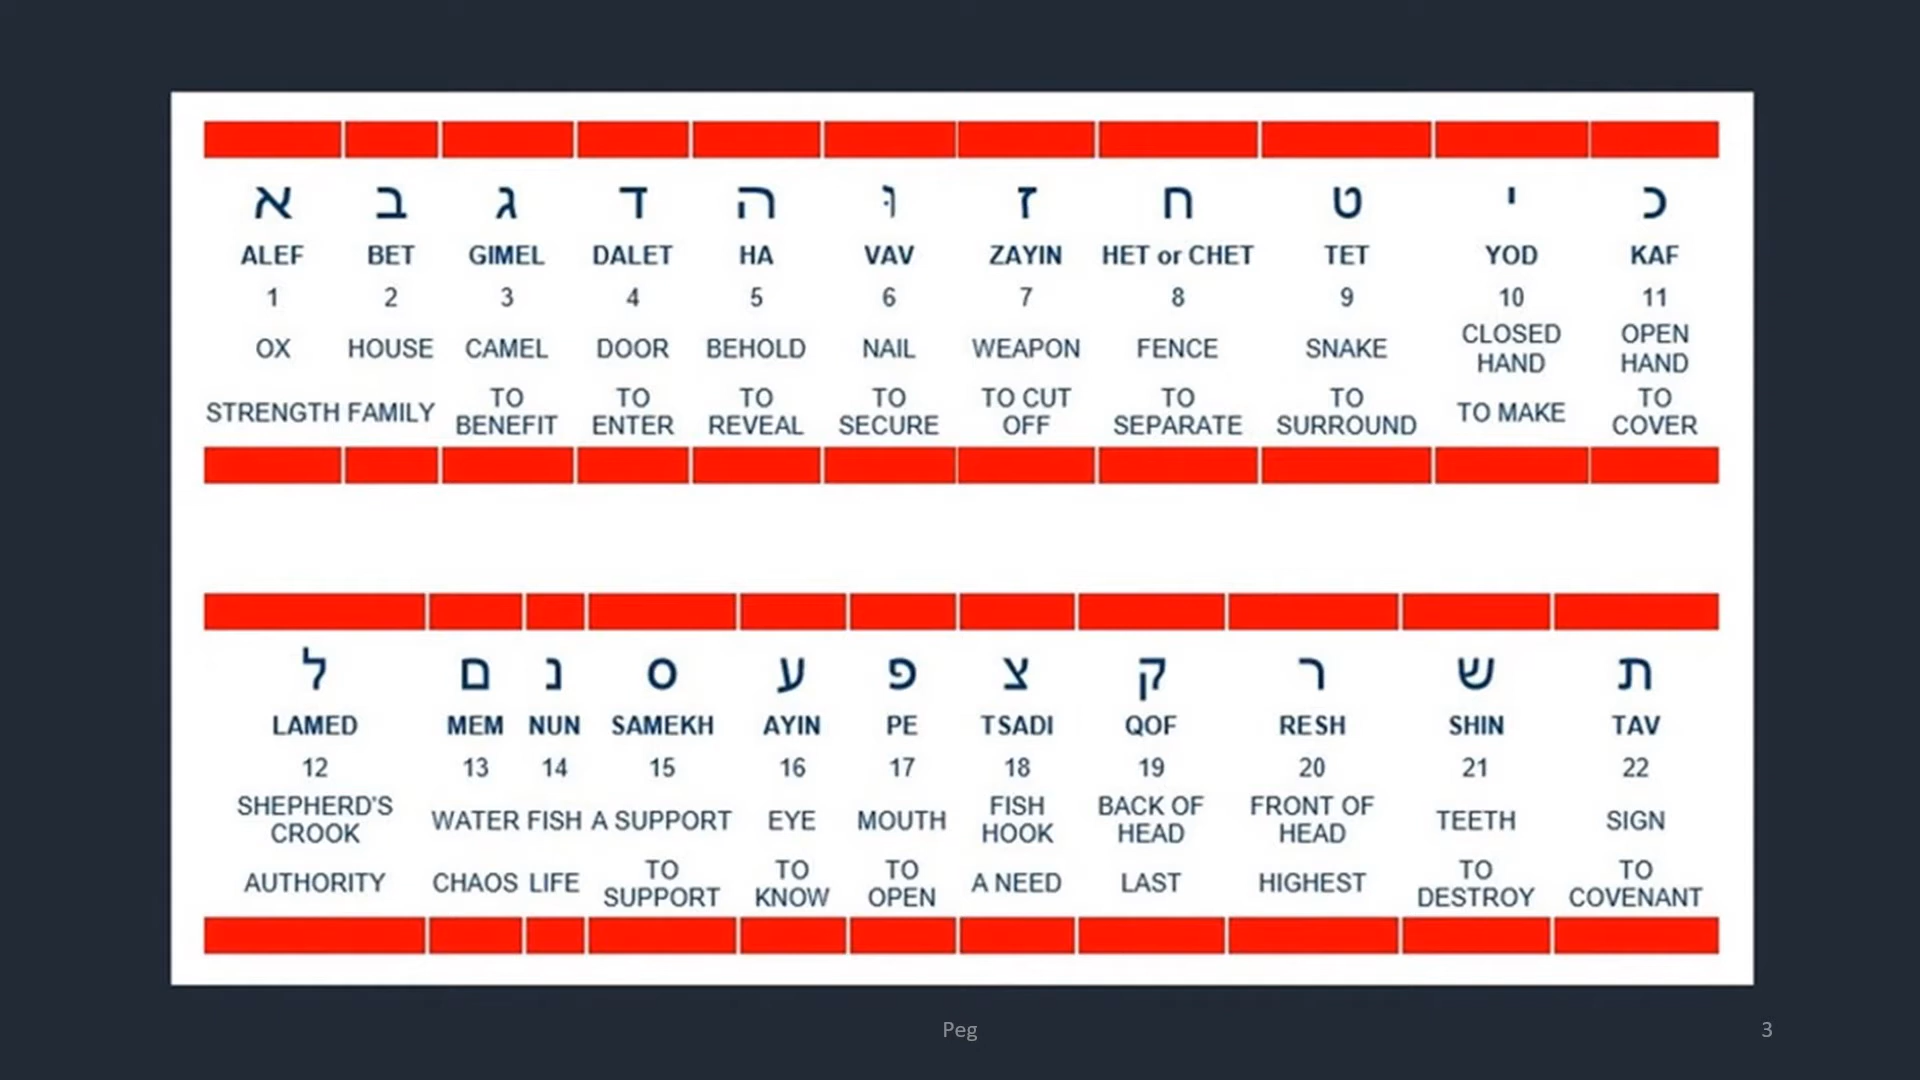 א ב ג ד ה וּ ז ח ט י כ
ALEF BET GIMEL DALET HA VAV ZAYIN HET or CHET TET YOD KAF
1 2 3 4 5 6 7 8 9 10 11
OX HOUSE CAMEL DOOR BEHOLD NAIL WEAPON FENCE SNAKE CLOSED HAND OPEN HAND
STRENGTH FAMILY TO BENEFIT TO ENTER TO REVEAL TO SECURE TO CUT OFF TO SEPARATE TO SURROUND TO MAKE TO COVER
ל ם נ ס ע פ צ ק ר ש ת
LAMED MEM NUN SAMEKH AYIN PE TSADI QOF RESH SHIN TAV
12 13 14 15 16 17 18 19 20 21 22
SHEPHERD'S CROOK WATER FISH A SUPPORT EYE MOUTH FISH HOOK BACK OF HEAD FRONT OF HEAD TEETH SIGN
AUTHORITY CHAOS LIFE TO SUPPORT TO KNOW TO OPEN A NEED LAST HIGHEST TO DESTROY TO COVENANT
Peg 3